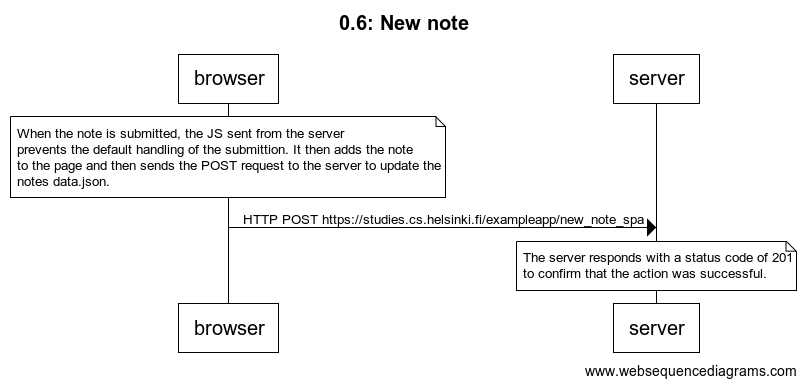 0.6: New note
browser
server
When the note is submitted, the JS sent from the server
prevents the default handling of the submittion. It then adds the note
to the page and then sends the POST request to the server to update the
notes data.json.
HTTP POST https://studies.cs.helsinki.fi/exampleapp/new_note_spa
The server responds with a status code of 201
to confirm that the action was successful.
browser
server
www.websequencediagrams.com